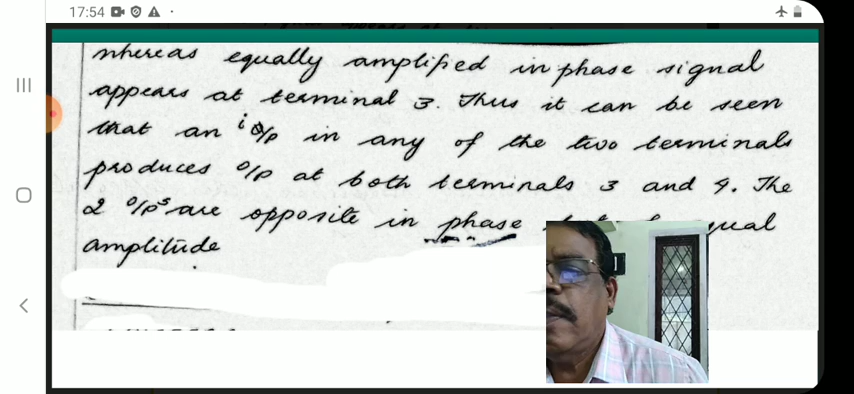 17:54
whereas equally amplified in phase signal
appears at terminal 3. Thus it can be seen
that an i/p in any of the two terminals
produces o/p at both terminals 3 and 4. The
2 o/ps are opposite in phase
amplitude